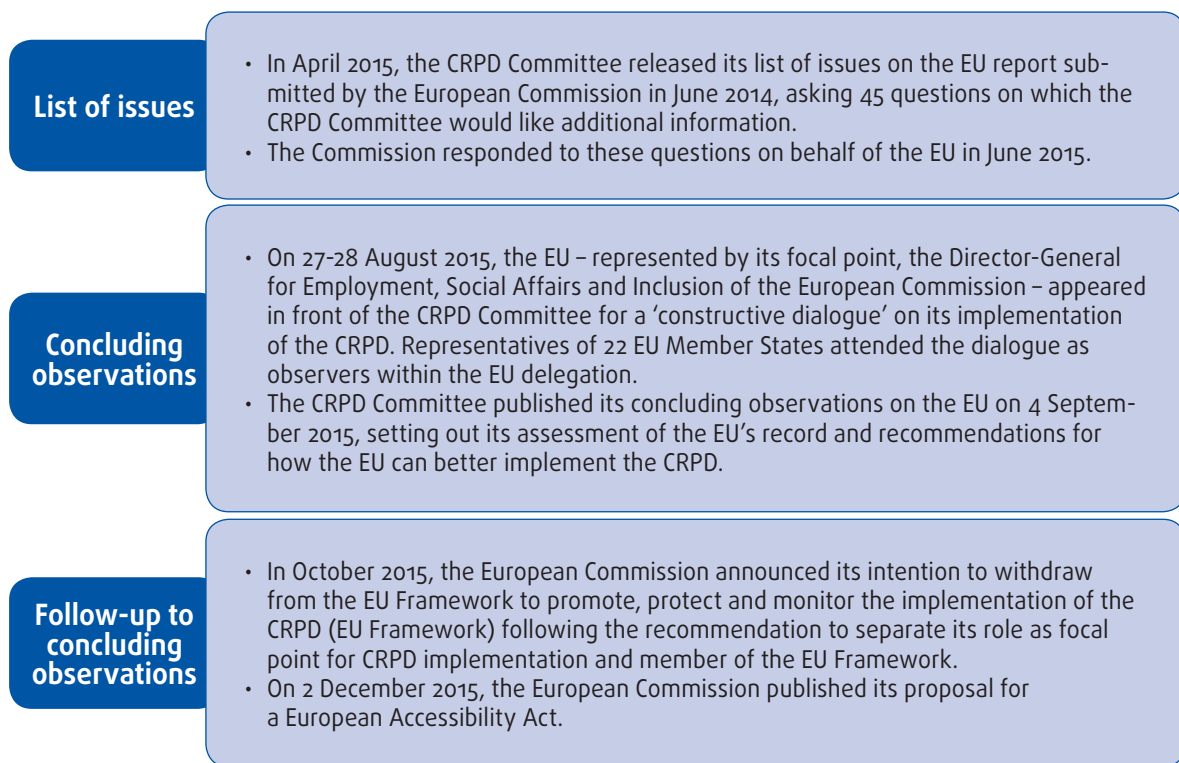 List of issues
• In April 2015, the CRPD Committee released its list of issues on the EU report sub-
mitted by the European Commission in June 2014, asking 45 questions on which the
CRPD Committee would like additional information.
• The Commission responded to these questions on behalf of the EU in June 2015.
Concluding
observations
• On 27-28 August 2015, the EU – represented by its focal point, the Director-General
for Employment, Social Affairs and Inclusion of the European Commission – appeared
in front of the CRPD Committee for a ‘constructive dialogue’ on its implementation
of the CRPD. Representatives of 22 EU Member States attended the dialogue as
observers within the EU delegation.
• The CRPD Committee published its concluding observations on the EU on 4 Septem-
ber 2015, setting out its assessment of the EU’s record and recommendations for
how the EU can better implement the CRPD.
Follow-up to
concluding
observations
• In October 2015, the European Commission announced its intention to withdraw
from the EU Framework to promote, protect and monitor the implementation of the
CRPD (EU Framework) following the recommendation to separate its role as focal
point for CRPD implementation and member of the EU Framework.
• On 2 December 2015, the European Commission published its proposal for
a European Accessibility Act.